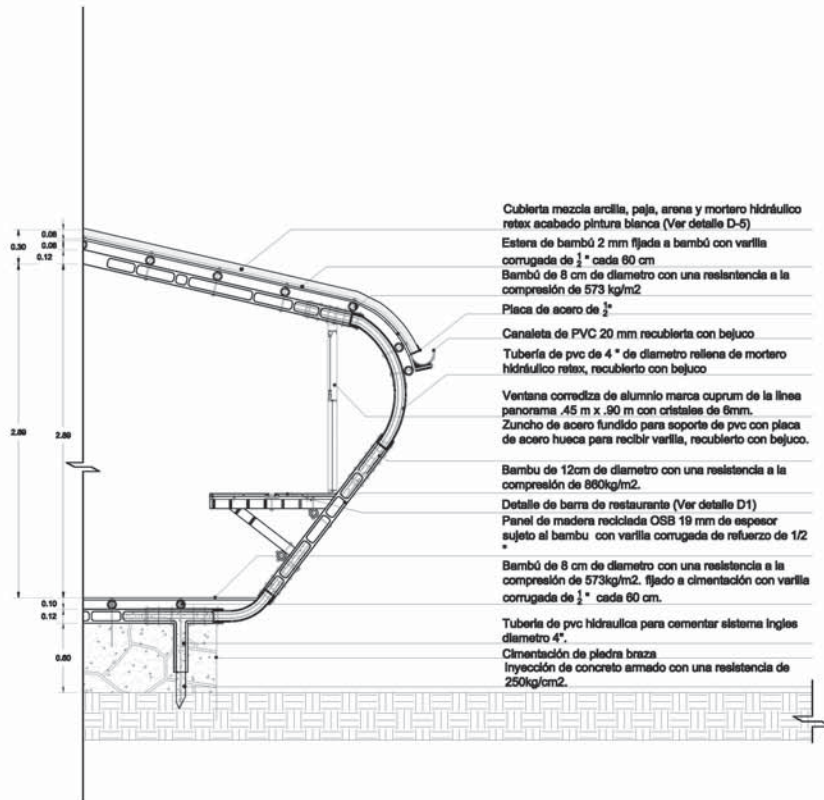 Cubierta mezcla arcilla, paja, arena y mortero hidráulico
retex acabado pintura blanca (Ver detalle D-5)
Estera de bambú 2 mm fijada a bambú con varilla
corrugada de 1/2 " cada 60 cm
Bambú de 8 cm de diametro con una resisntencia a la
compresión de 573 kg/m2
Placa de acero de 1/2"
Canaleta de PVC 20 mm recubierta con bejuco
Tubería de pvc de 4 " de diametro rellena de mortero
hidráulico retex, recubierto con bejuco
Ventana corrediza de alumnio marca cuprum de la linea
panorama .45 m x .90 m con cristales de 6mm.
Zuncho de acero fundido para soporte de pvc con placa
de acero hueca para recibir varilla, recubierto con bejuco.
Bambu de 12cm de diametro con una resistencia a la
compresión de 860kg/m2.
Detalle de barra de restaurante (Ver detalle D1)
Panel de madera reciclada OSB 19 mm de espesor
sujeto al bambu con varilla corrugada de refuerzo de 1/2
"
Bambú de 8 cm de diametro con una resistencia a la
compresión de 573kg/m2. fijado a cimentación con varilla
corrugada de 1/2 " cada 60 cm.
Tuberia de pvc hidraulica para cementar sistema ingles
diametro 4".
Cimentación de piedra braza
Inyección de concreto armado con una resistencia de
250kg/cm2.
0.30
0.08
0.08
0.12
2.89
2.89
0.10
0.12
0.60